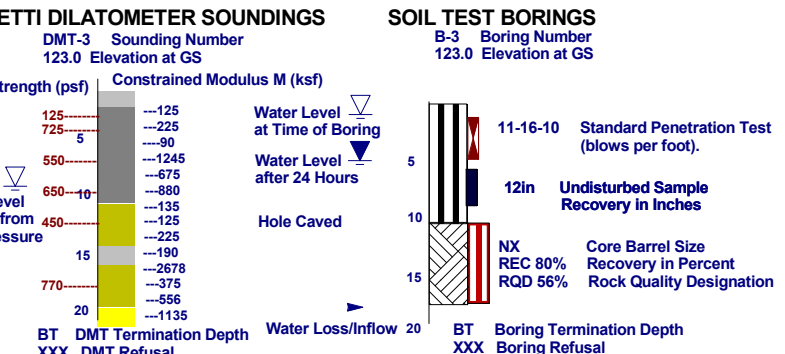 ETTI DILATOMETER SOUNDINGS
DMT-3 Sounding Number
123.0 Elevation at GS
trength (psf)
Constrained Modulus M (ksf)
125
725
550
650
450
770
5
10
15
20
---125
---225
----90
---1245
---675
---880
---135
---125
---225
---190
---2678
---375
---556
---1135
evel
from
essure
BT DMT Termination Depth
XXX DMT Refusal
Water Level
at Time of Boring
Water Level
after 24 Hours
Hole Caved
Water Loss/Inflow
SOIL TEST BORINGS
B-3 Boring Number
123.0 Elevation at GS
5
10
15
20
11-16-10 Standard Penetration Test
(blows per foot).
12in Undisturbed Sample
Recovery in Inches
NX Core Barrel Size
REC 80% Recovery in Percent
RQD 56% Rock Quality Designation
BT Boring Termination Depth
XXX Boring Refusal